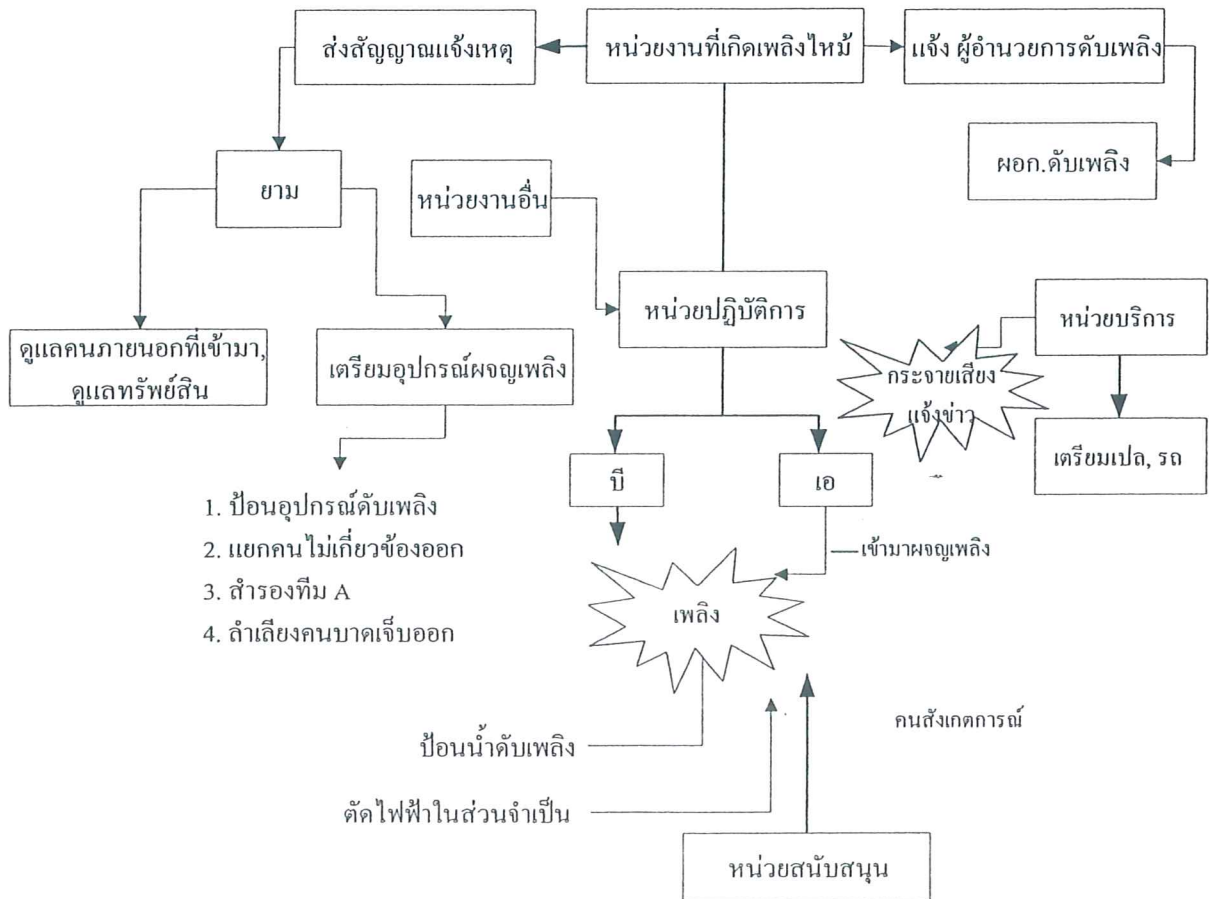 ส่งสัญญาณแจ้งเหตุ
หน่วยงานที่เกิดเพลิงไหม้
แจ้ง ผู้อำนวยการดับเพลิง
ผอก.ดับเพลิง
ยาม
หน่วยงานอื่น
หน่วยปฏิบัติการ
หน่วยบริการ
ดูแลคนภายนอกที่เข้ามา,
ดูแลทรัพย์สิน
เตรียมอุปกรณ์ผจญเพลิง
กระจายเสียง
แจ้งข่าว
เตรียมเปล, รถ
บี
เอ
1. ป้อนอุปกรณ์ดับเพลิง
2. แยกคนไม่เกี่ยวข้องออก
3. สำรองทีม A
4. ลำเลียงคนบาดเจ็บออก
เข้ามาผจญเพลิง
เพลิง
คนสังเกตการณ์
ป้อนน้ำดับเพลิง
ตัดไฟฟ้าในส่วนจำเป็น
หน่วยสนับสนุน